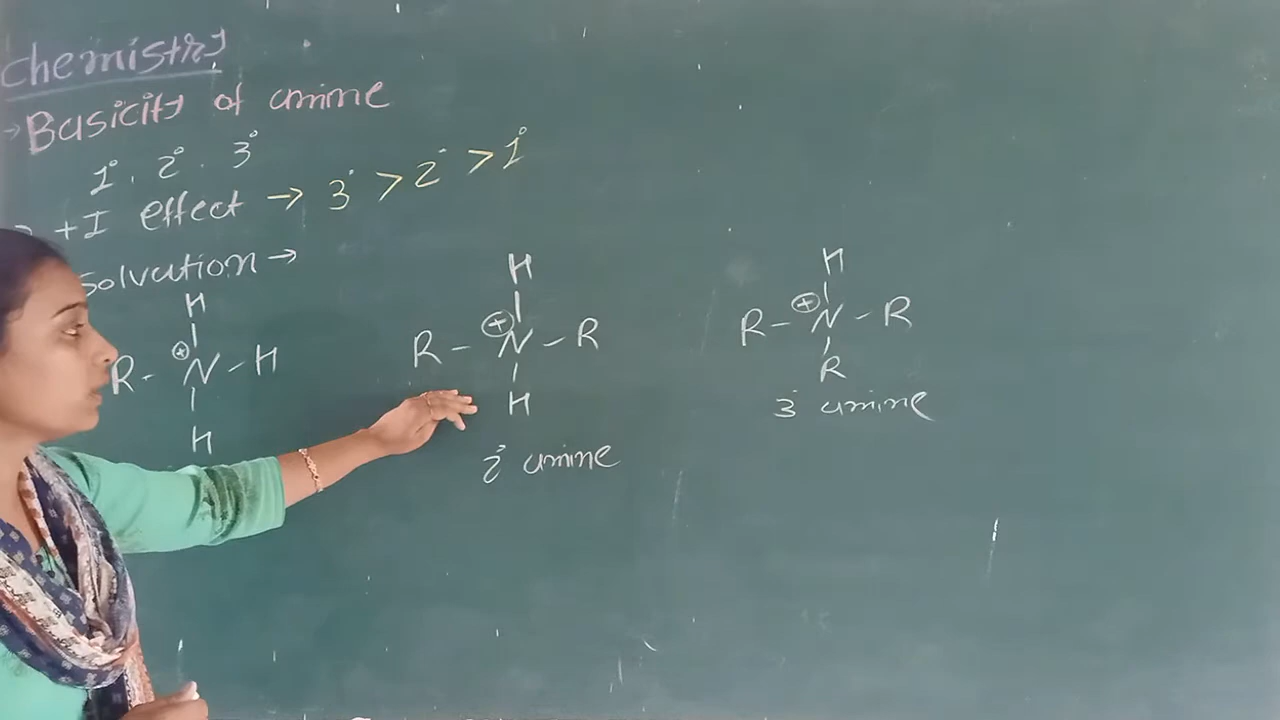 Chemistry
→ Basicity of amine
1°, 2°, 3°
+I effect → 3° > 2° > 1°
Solvation →
H
R - N⊕ - H
H
H
R - N⊕ - R
H
2° amine
H
R - N⊕ - R
R
3° amine